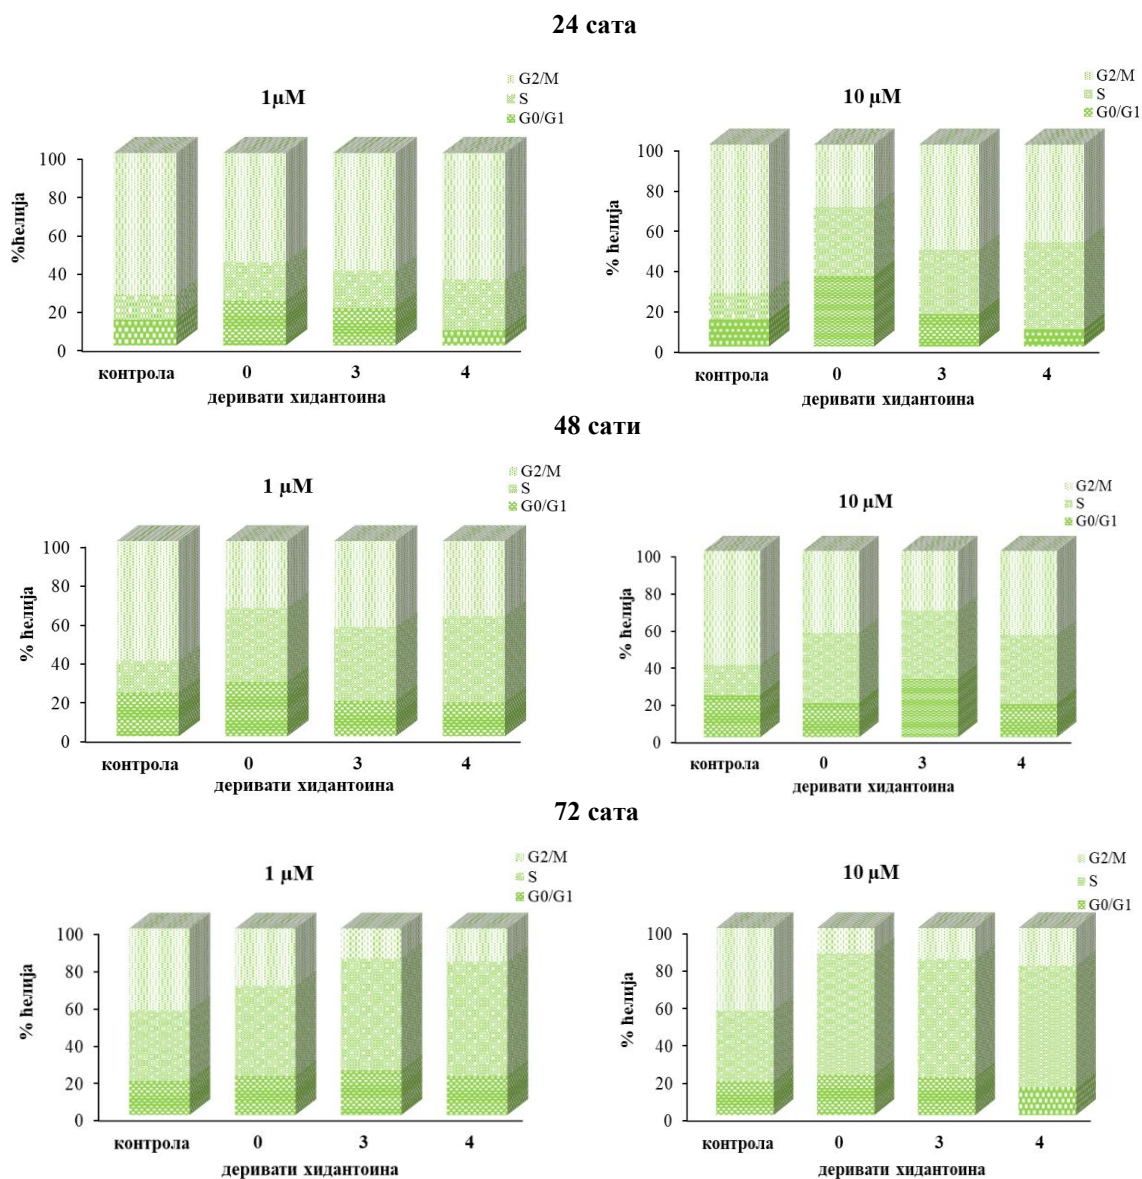 24 сата
1μM
G2/M
S
G0/G1
%ћелија
100
80
60
40
20
0
контрола 0 3 4
деривати хидантоина
10 μM
G2/M
S
G0/G1
% ћелија
100
80
60
40
20
0
контрола 0 3 4
деривати хидантоина
48 сати
1 μM
G2/M
S
G0/G1
% ћелија
100
80
60
40
20
0
контрола 0 3 4
деривати хидантоина
10 μM
G2/M
S
G0/G1
% ћелија
100
80
60
40
20
0
контрола 0 3 4
деривати хидантоина
72 сата
1 μM
G2/M
S
G0/G1
% ћелија
100
80
60
40
20
0
контрола 0 3 4
деривати хидантоина
10 μM
G2/M
S
G0/G1
% ћелија
100
80
60
40
20
0
контрола 0 3 4
деривати хидантоина